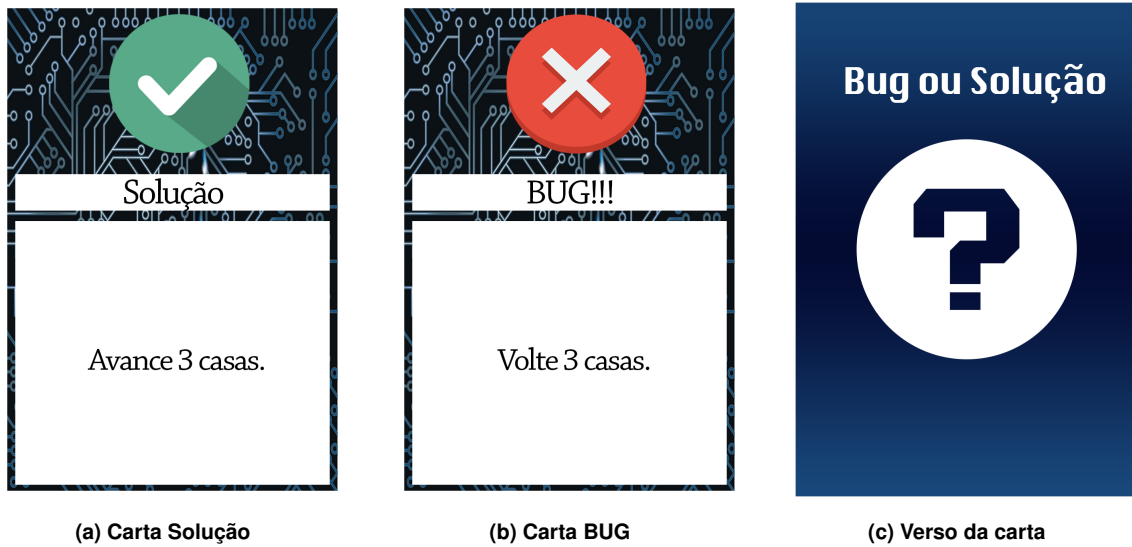 Solução
Avance 3 casas.
(a) Carta Solução
BUG!!!
Volte 3 casas.
(b) Carta BUG
Bug ou Solução
?
(c) Verso da carta